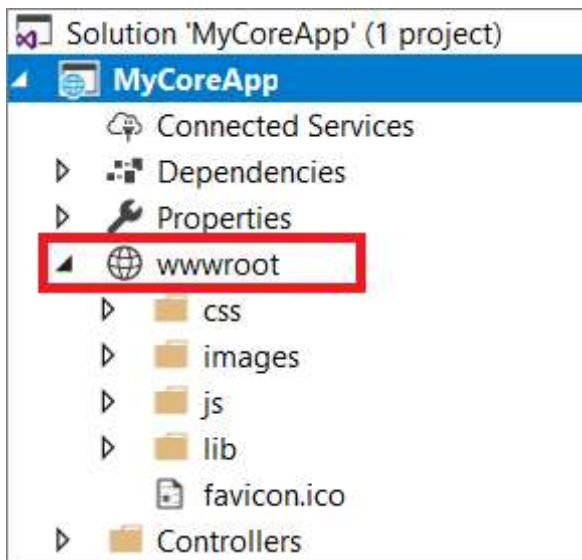 Solution 'MyCoreApp' (1 project)
MyCoreApp
Connected Services
Dependencies
Properties
wwwroot
css
images
js
lib
favicon.ico
Controllers